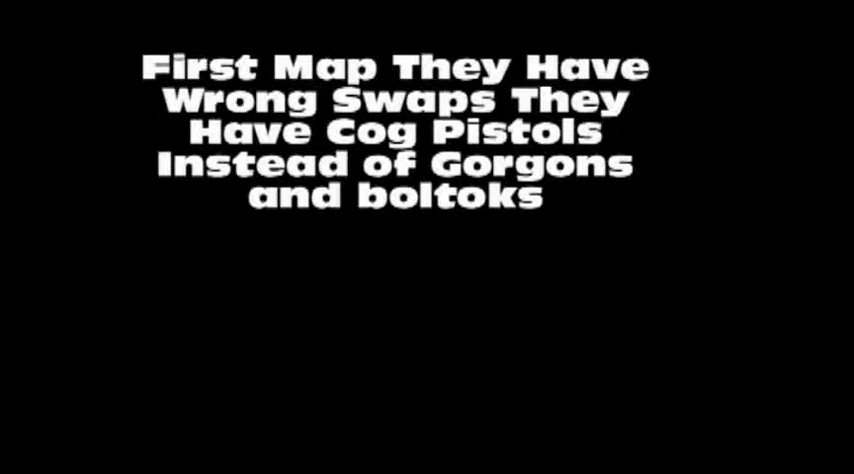 First Map They Have
Wrong Swaps They
Have Cog Pistols
Instead of Gorgons
and boltoks